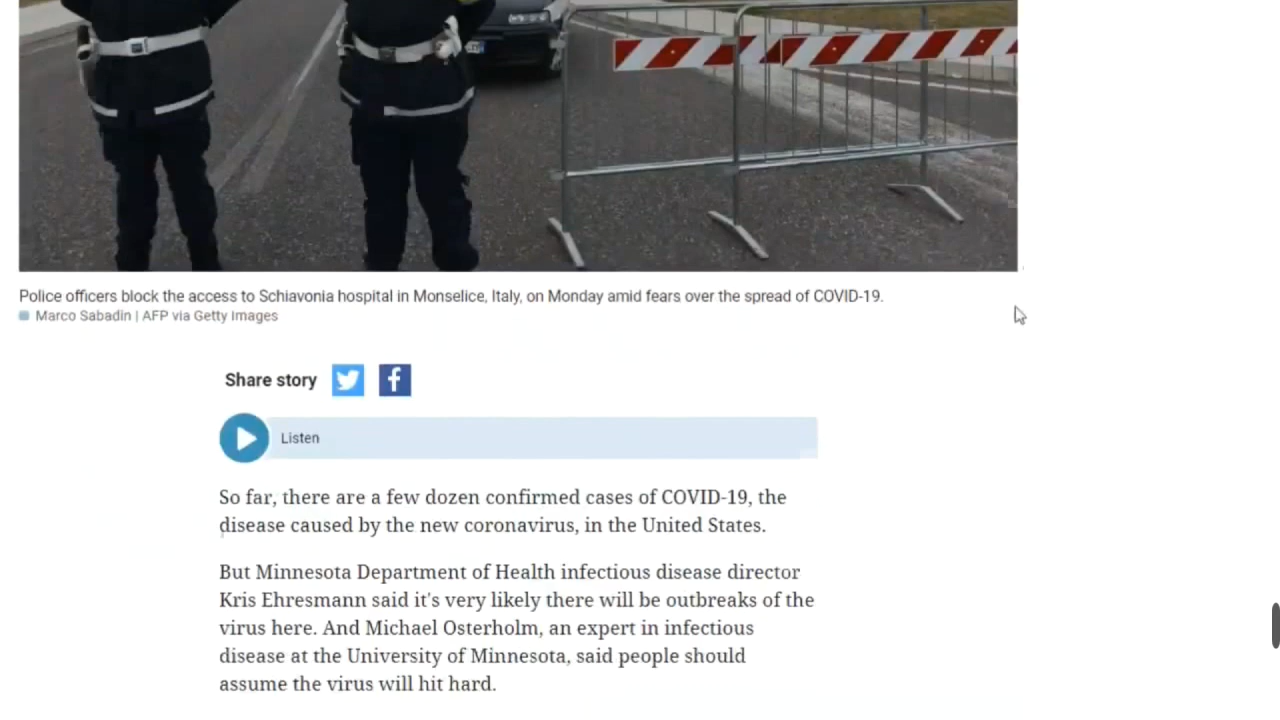 Police officers block the access to Schiavonia hospital in Monselice, Italy, on Monday amid fears over the spread of COVID-19.
Marco Sabadin | AFP via Getty Images
Share story
Listen
So far, there are a few dozen confirmed cases of COVID-19, the
disease caused by the new coronavirus, in the United States.
But Minnesota Department of Health infectious disease director
Kris Ehresmann said it's very likely there will be outbreaks of the
virus here. And Michael Osterholm, an expert in infectious
disease at the University of Minnesota, said people should
assume the virus will hit hard.